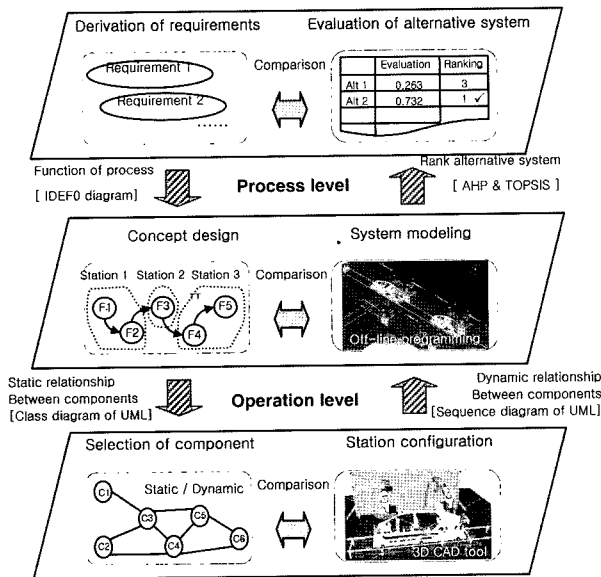 Derivation of requirements
Evaluation of alternative system
Requirement 1
Requirement 2
......
Comparison
Evaluation Ranking
Alt 1 0.263 3
Alt 2 0.732 1 ✓
Function of process
[ IDEF0 diagram]
Process level
Rank alternative system
[ AHP & TOPSIS ]
Concept design
System modeling
Station 1 Station 2 Station 3
F1
F2
F3
F4
F5
Comparison
Off-line programming
Static relationship
Between components
[Class diagram of UML]
Operation level
Dynamic relationship
Between components
[Sequence diagram of UML]
Selection of component
Station configuration
Static / Dynamic
C1
C2
C3
C4
C5
C6
Comparison
3D CAD tool